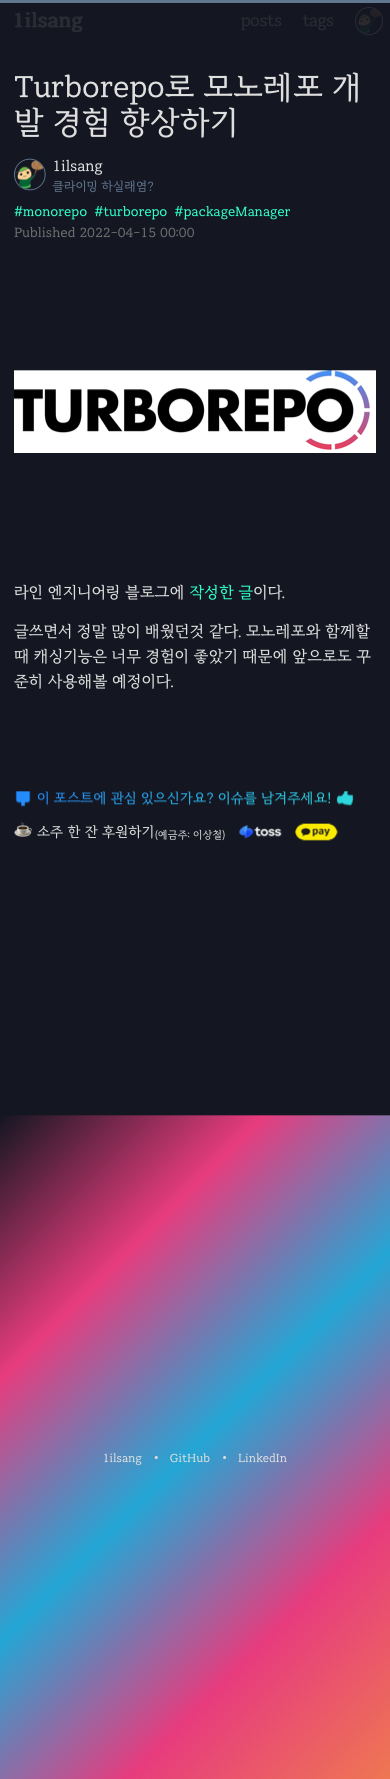 1ilsang posts tags
Turborepo로 모노레포 개
발 경험 향상하기
1ilsang
클라이밍 하실래염?
#monorepo #turborepo #packageManager
Published 2022-04-15 00:00
TURBOREPO
라인 엔지니어링 블로그에 작성한 글이다.
글쓰면서 정말 많이 배웠던것 같다. 모노레포와 함께할
때 캐싱기능은 너무 경험이 좋았기 때문에 앞으로도 꾸
준히 사용해볼 예정이다.
이 포스트에 관심 있으신가요? 이슈를 남겨주세요!
소주 한 잔 후원하기(예금주: 이상철) toss pay
1ilsang • GitHub • LinkedIn